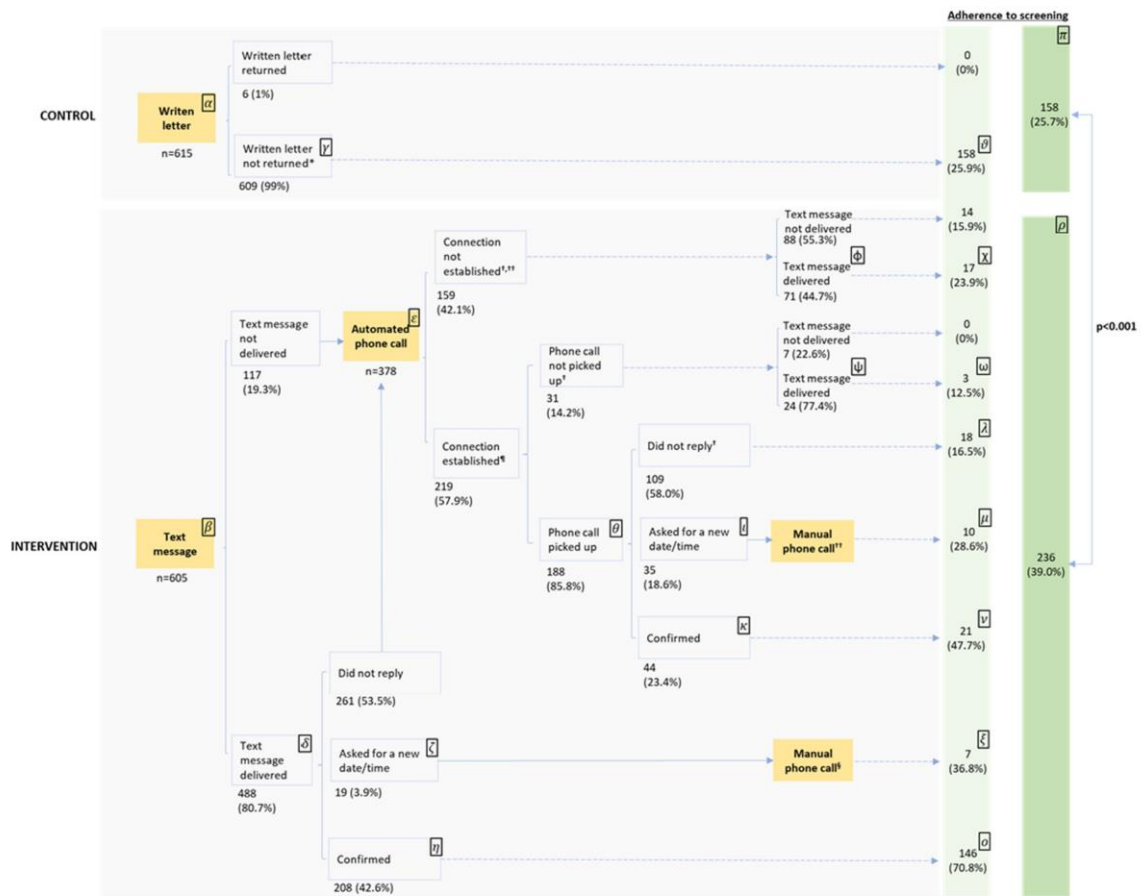 Adherence to screening
CONTROL
Writen
letter
α
n=615
Written letter
returned
6 (1%)
0
(0%)
Written letter
not returned*
γ
609 (99%)
158
(25.9%)
ϑ
π
158
(25.7%)
p<0.001
INTERVENTION
Text
message
β
n=605
Text message
not
delivered
117
(19.3%)
Automated
phone call
ε
n=378
Connection
not
established†,††
159
(42.1%)
Text message
not delivered
88 (55.3%)
14
(15.9%)
Text message
delivered
ϕ
71 (44.7%)
17
(23.9%)
χ
Connection
established¶
219
(57.9%)
Phone call
not picked
up†
31
(14.2%)
Text message
not delivered
7 (22.6%)
0
(0%)
Text message
delivered
ψ
24 (77.4%)
3
(12.5%)
ω
Phone call
picked up
θ
188
(85.8%)
Did not reply‡
109
(58.0%)
18
(16.5%)
λ
Asked for a new
date/time
ι
35
(18.6%)
Manual
phone call††
10
(28.6%)
μ
Confirmed
κ
44
(23.4%)
21
(47.7%)
ν
Text
message
delivered
δ
488
(80.7%)
Did not reply
261 (53.5%)
Asked for a new
date/time
ζ
19 (3.9%)
Manual
phone call§
7
(36.8%)
ξ
Confirmed
η
208 (42.6%)
146
(70.8%)
ο
ρ
236
(39.0%)